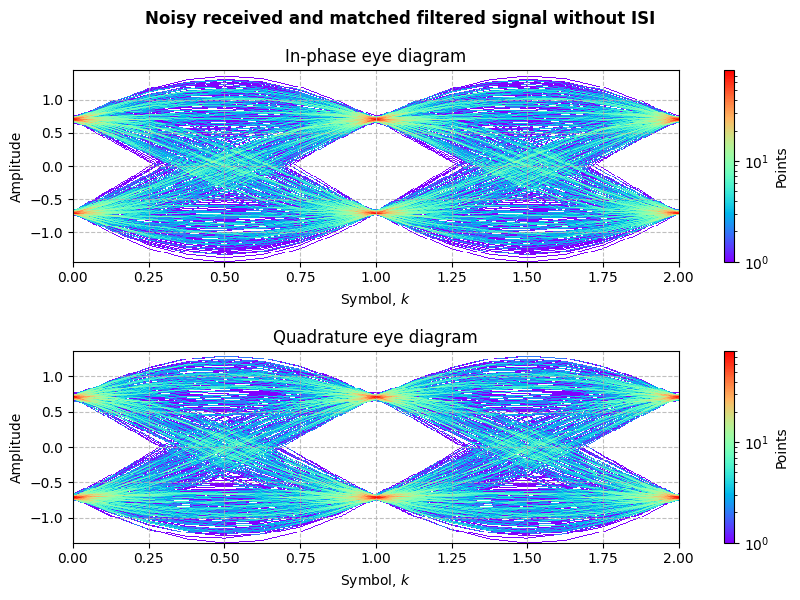 Noisy received and matched filtered signal without ISI
In-phase eye diagram
Amplitude
1.0
0.5
0.0
−0.5
−1.0
0.00 0.25 0.50 0.75 1.00 1.25 1.50 1.75 2.00
Symbol, k
10¹
10⁰
Points
Quadrature eye diagram
Amplitude
1.0
0.5
0.0
−0.5
−1.0
0.00 0.25 0.50 0.75 1.00 1.25 1.50 1.75 2.00
Symbol, k
10¹
10⁰
Points